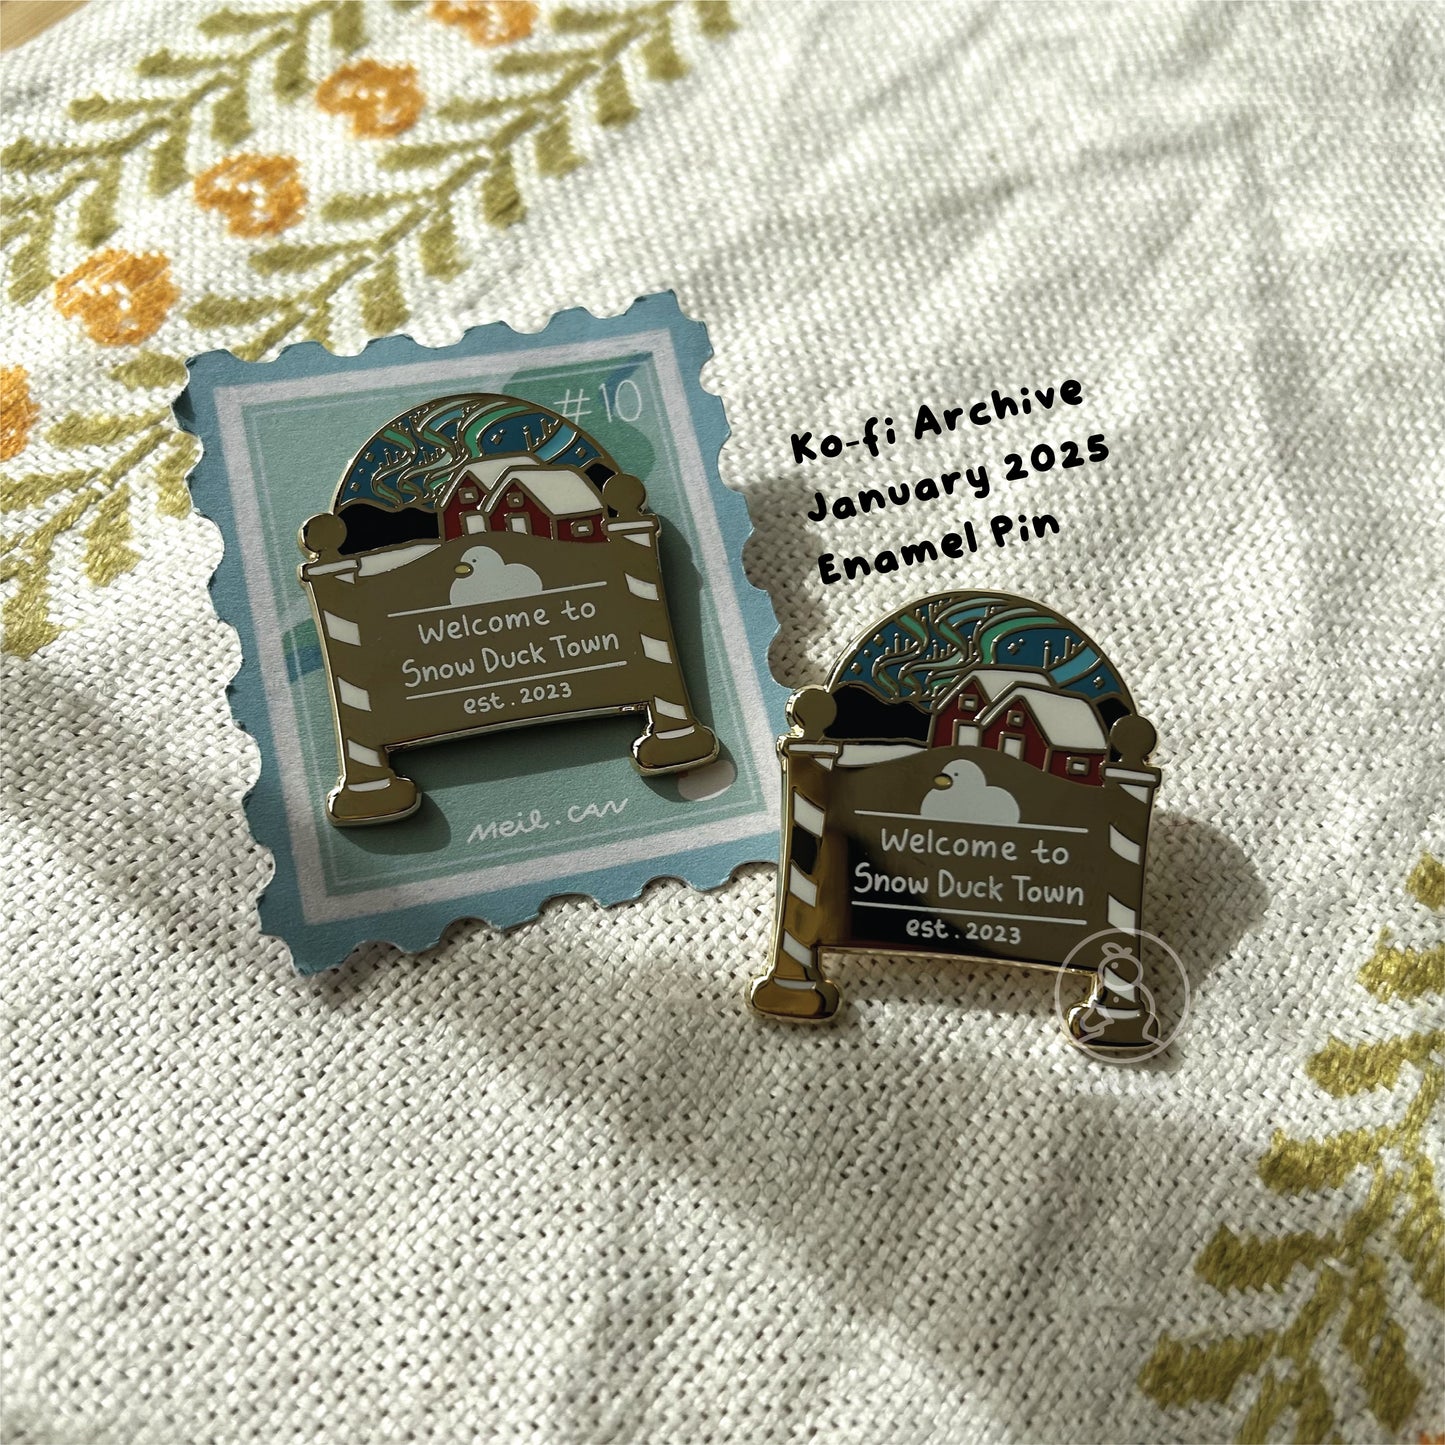 #10
Welcome to
Snow Duck Town
est. 2023
Meil.CAN
Ko-fi Archive
January 2025
Enamel Pin
Welcome to
Snow Duck Town
est. 2023